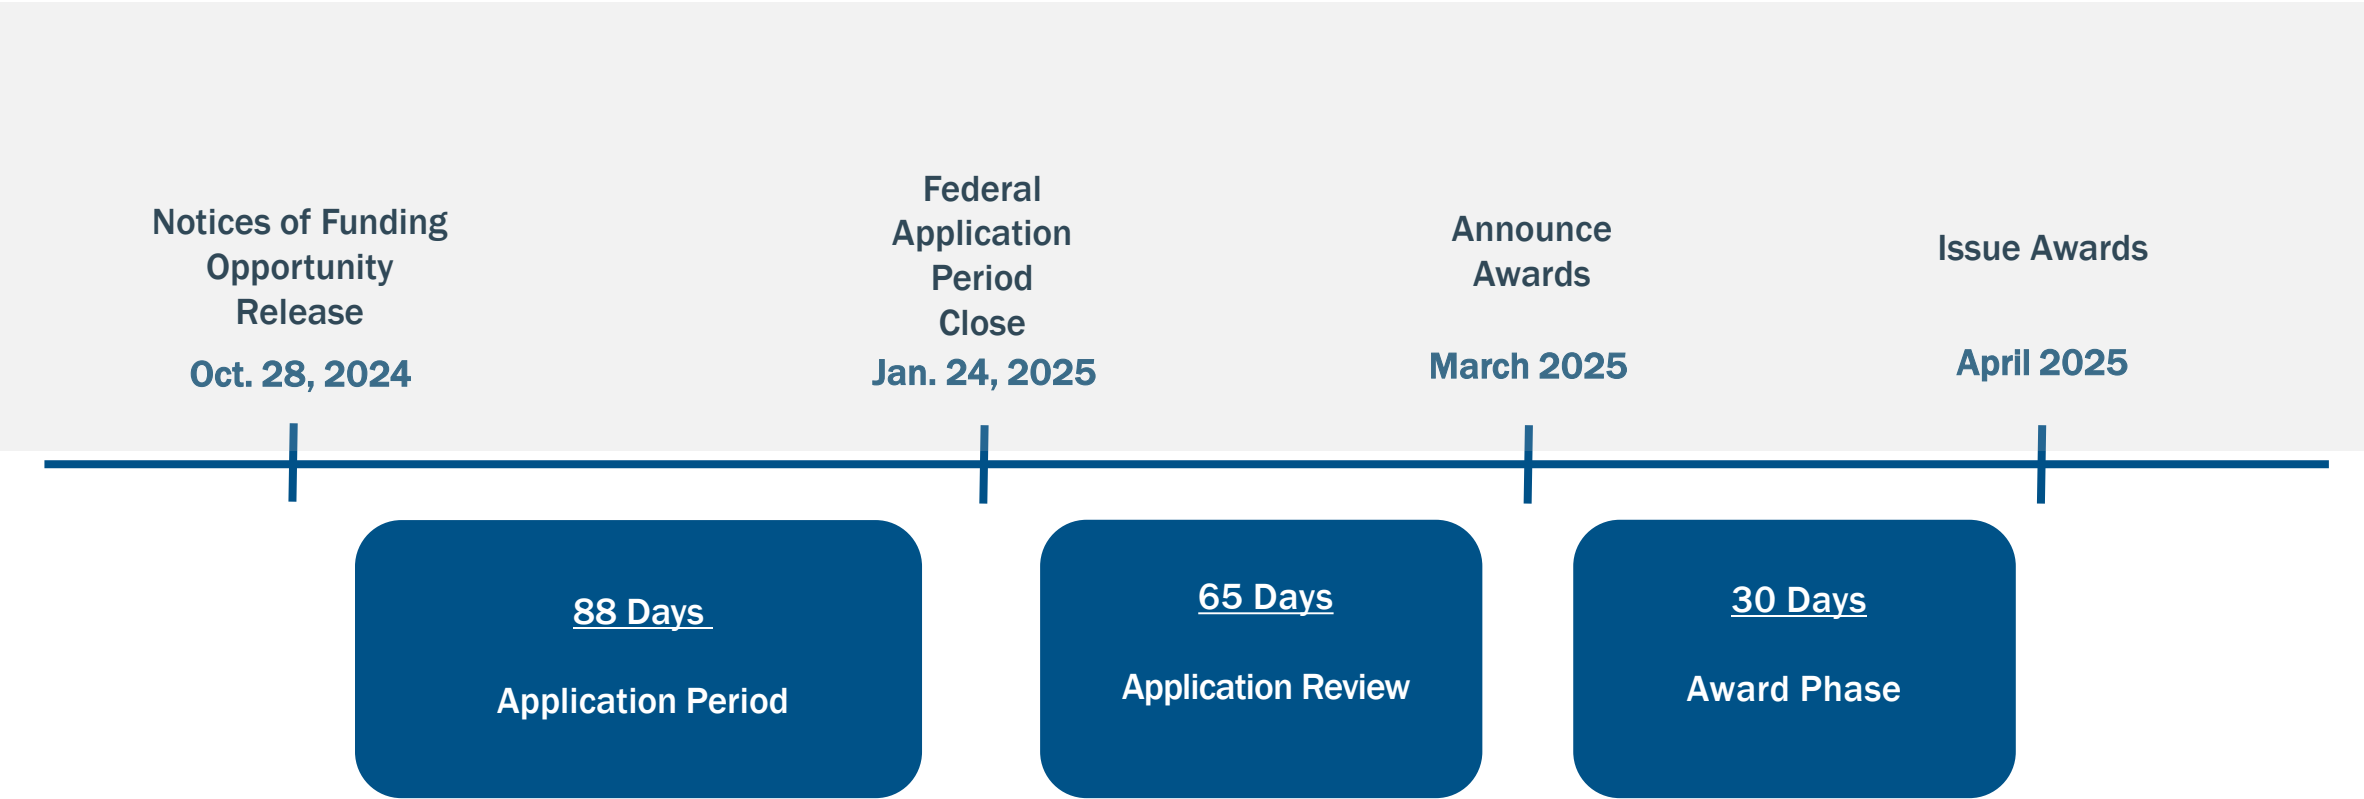 Notices of Funding
Opportunity
Release
Oct. 28, 2024
Federal
Application
Period
Close
Jan. 24, 2025
Announce
Awards
March 2025
Issue Awards
April 2025
88 Days
Application Period
65 Days
Application Review
30 Days
Award Phase